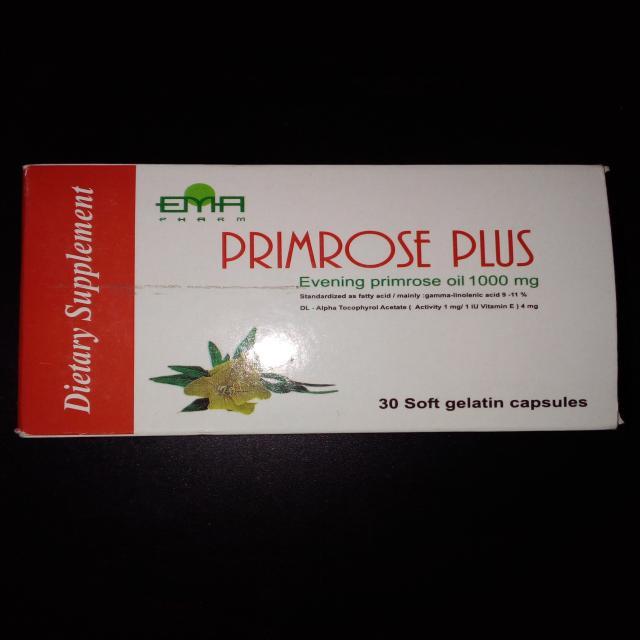 Dietary Supplement
EMA
PHARM
PRIMROSE PLUS
Evening primrose oil 1000 mg
Standardized as fatty acid / mainly :gamma-linolenic acid 9 -11 %
DL - Alpha Tocophyrol Acetate ( Activity 1 mg/ 1 IU Vitamin E ) 4 mg
30 Soft gelatin capsules